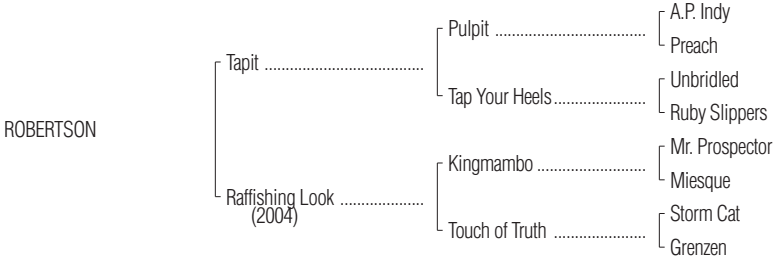 A.P. Indy
Pulpit ....................................
Preach
Tapit ......................................
Unbridled
Tap Your Heels......................
Ruby Slippers
ROBERTSON
Mr. Prospector
Kingmambo ..........................
Miesque
Raffishing Look ....................
(2004)
Storm Cat
Touch of Truth ......................
Grenzen